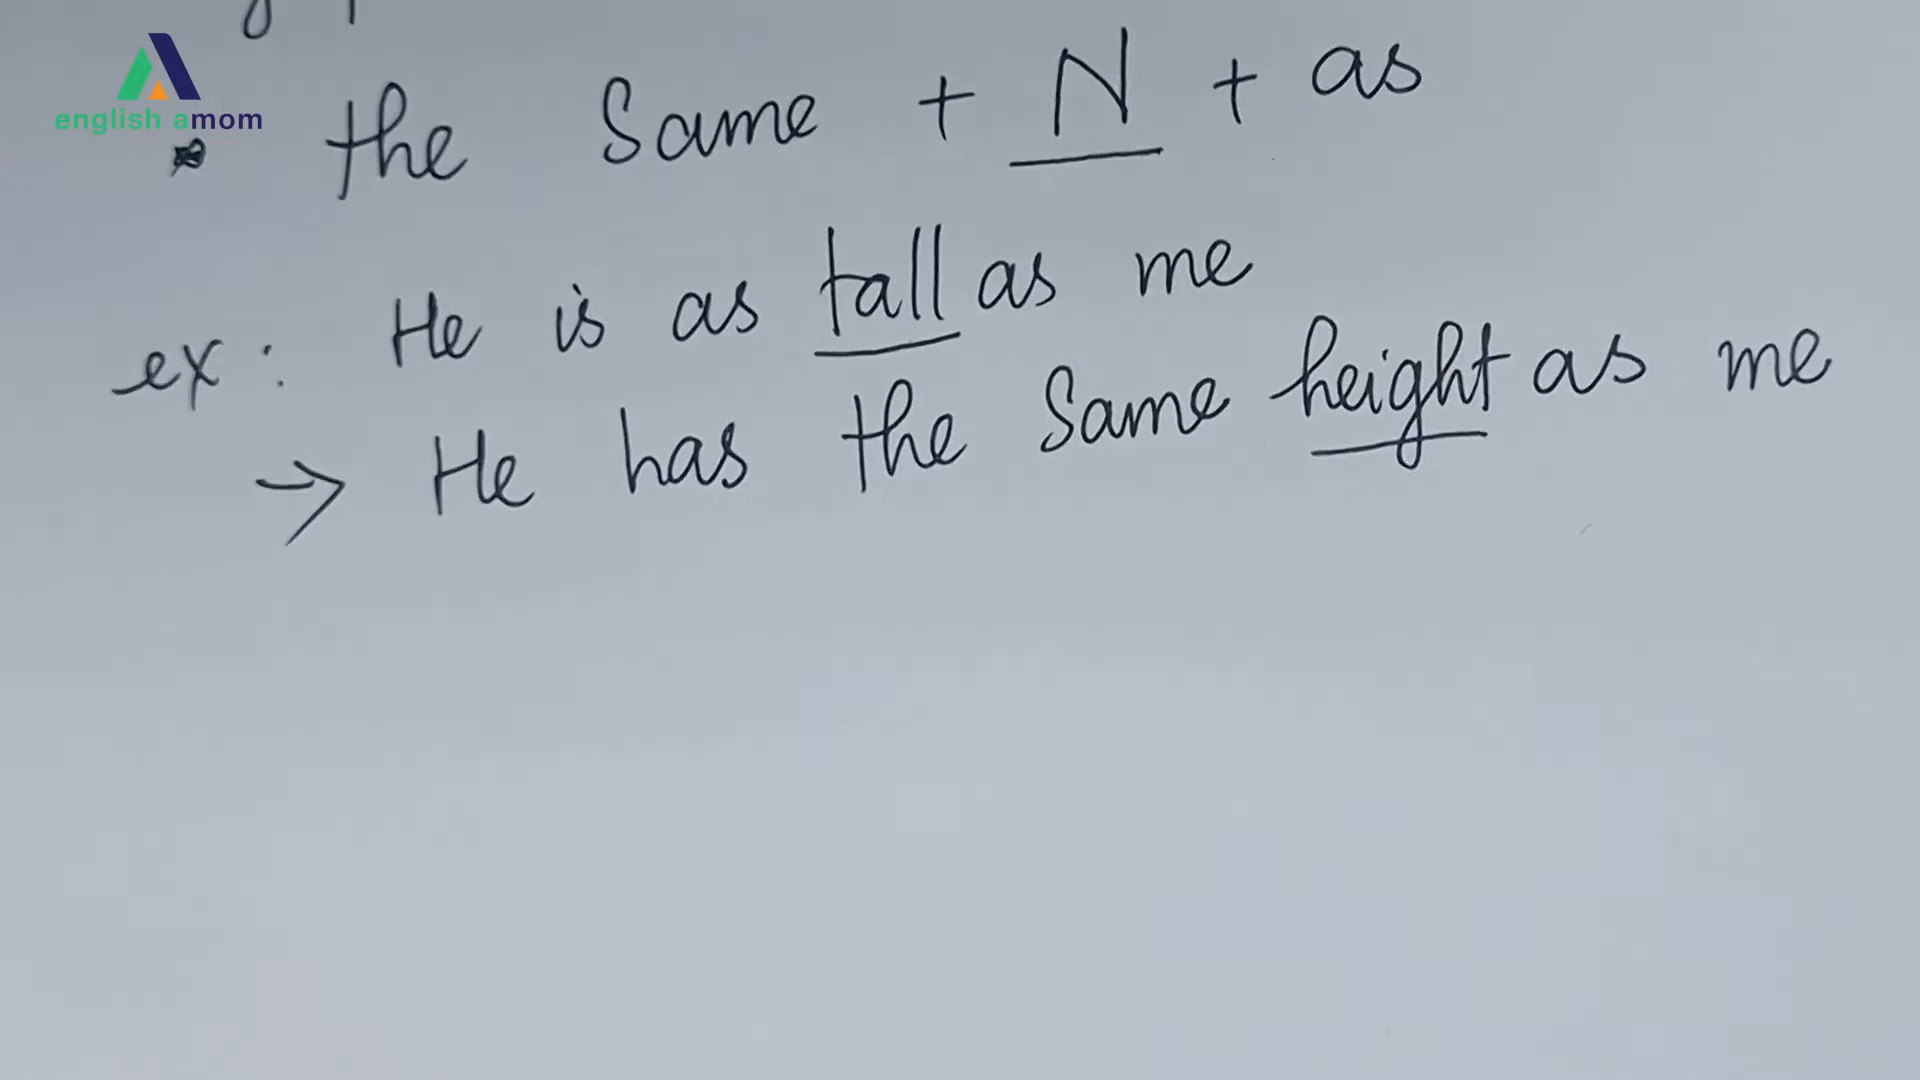 english amom
* the Same + N + as
ex: He is as tall as me
→ He has the Same height as me